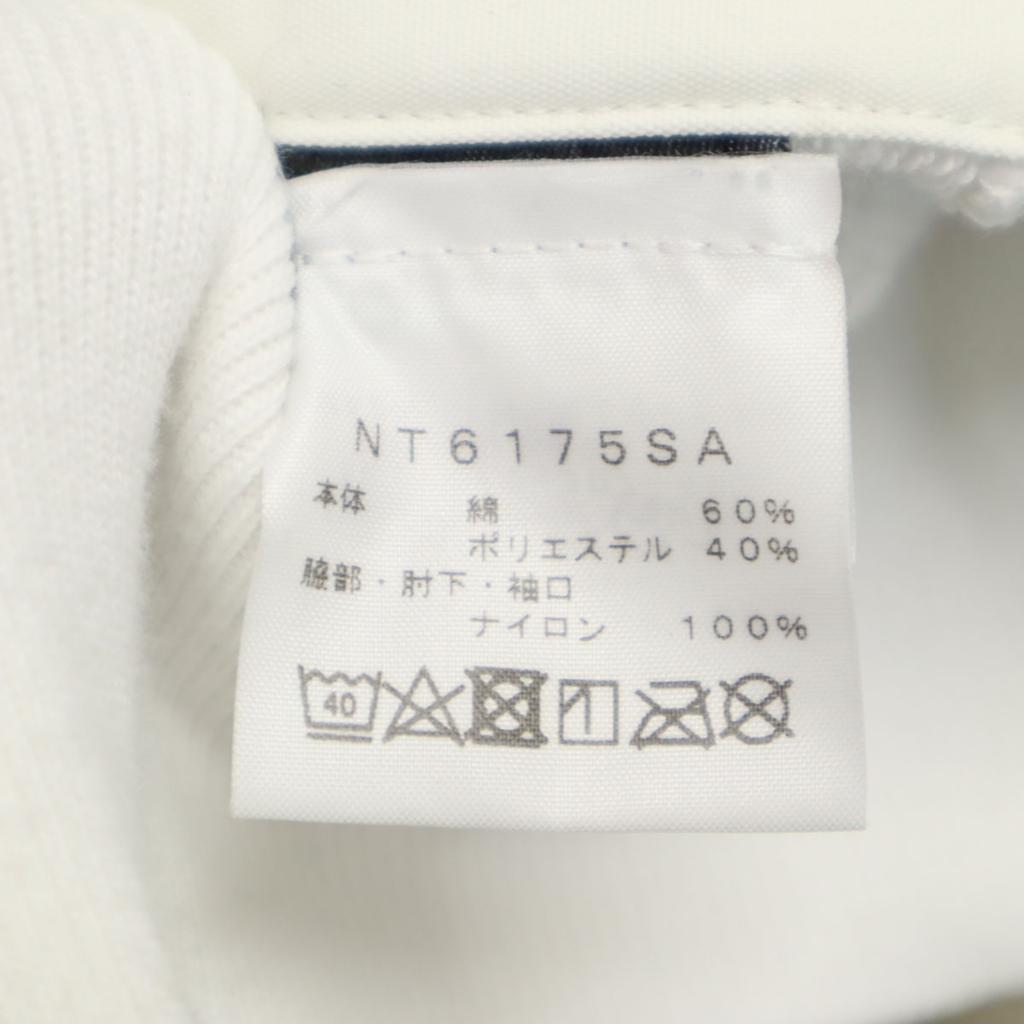 NT6175SA
本体 綿 60%
ポリエステル 40%
脇部・肘下・袖口
ナイロン 100%
40